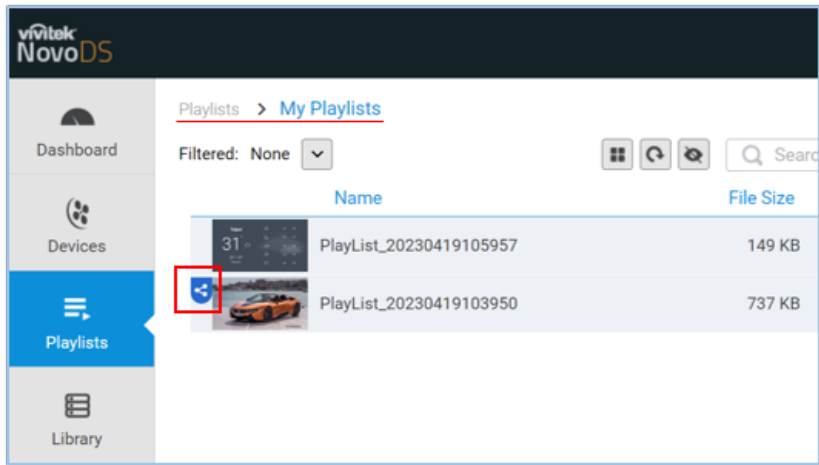 vivitek
NovoDS
Dashboard
Devices
Playlists
Library
Playlists > My Playlists
Filtered: None
Searc
Name File Size
31 PlayList_20230419105957 149 KB
PlayList_20230419103950 737 KB